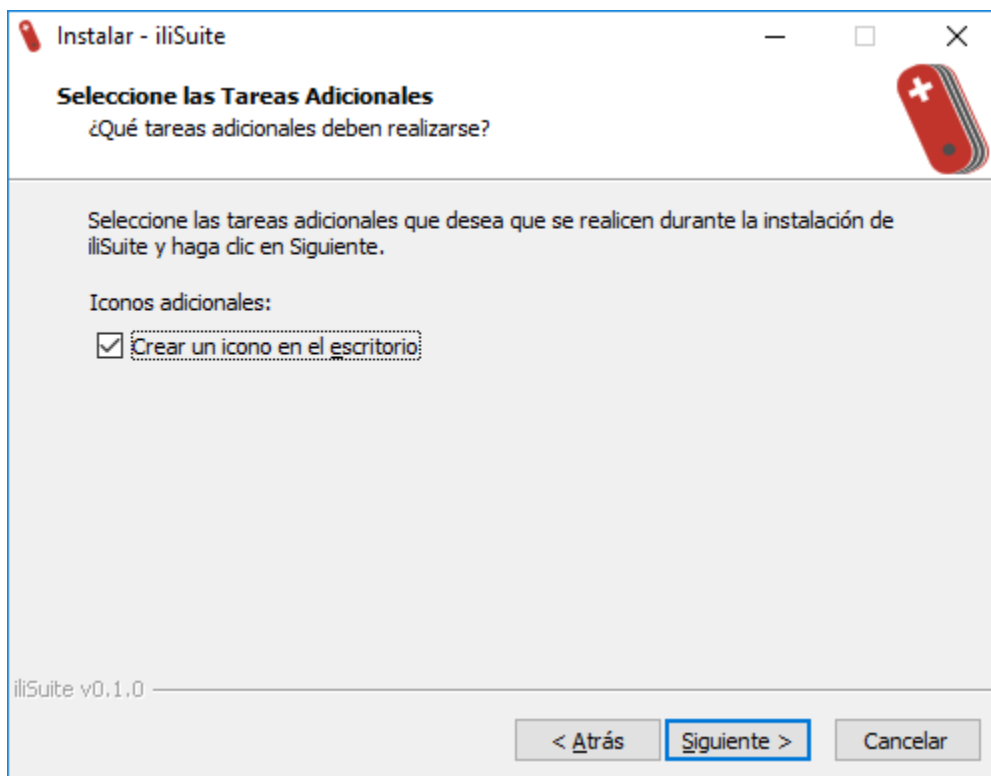 Instalar - iliSuite
Seleccione las Tareas Adicionales
¿Qué tareas adicionales deben realizarse?
Seleccione las tareas adicionales que desea que se realicen durante la instalación de
iliSuite y haga clic en Siguiente.
Iconos adicionales:
Crear un icono en el escritorio
iliSuite v0.1.0
< Atrás
Siguiente >
Cancelar